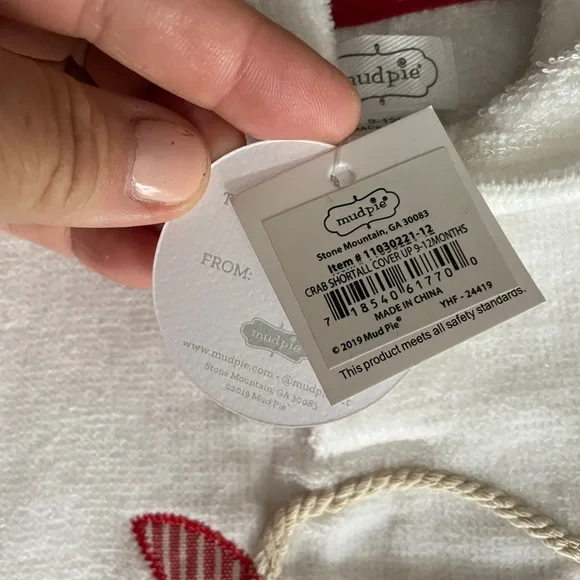 mudpie®
FROM:
mudpie
www.mudpie.com - @mudpie
Stone Mountain, GA 30083
©2019 Mud Pie®
mudpie®
Stone Mountain, GA 30083
Item # 11030221-12
CRAB SHORTALL COVER UP 9-12MONTHS
7 18540 61770 0
MADE IN CHINA
YHF - 24419
© 2019 Mud Pie®
This product meets all safety standards.